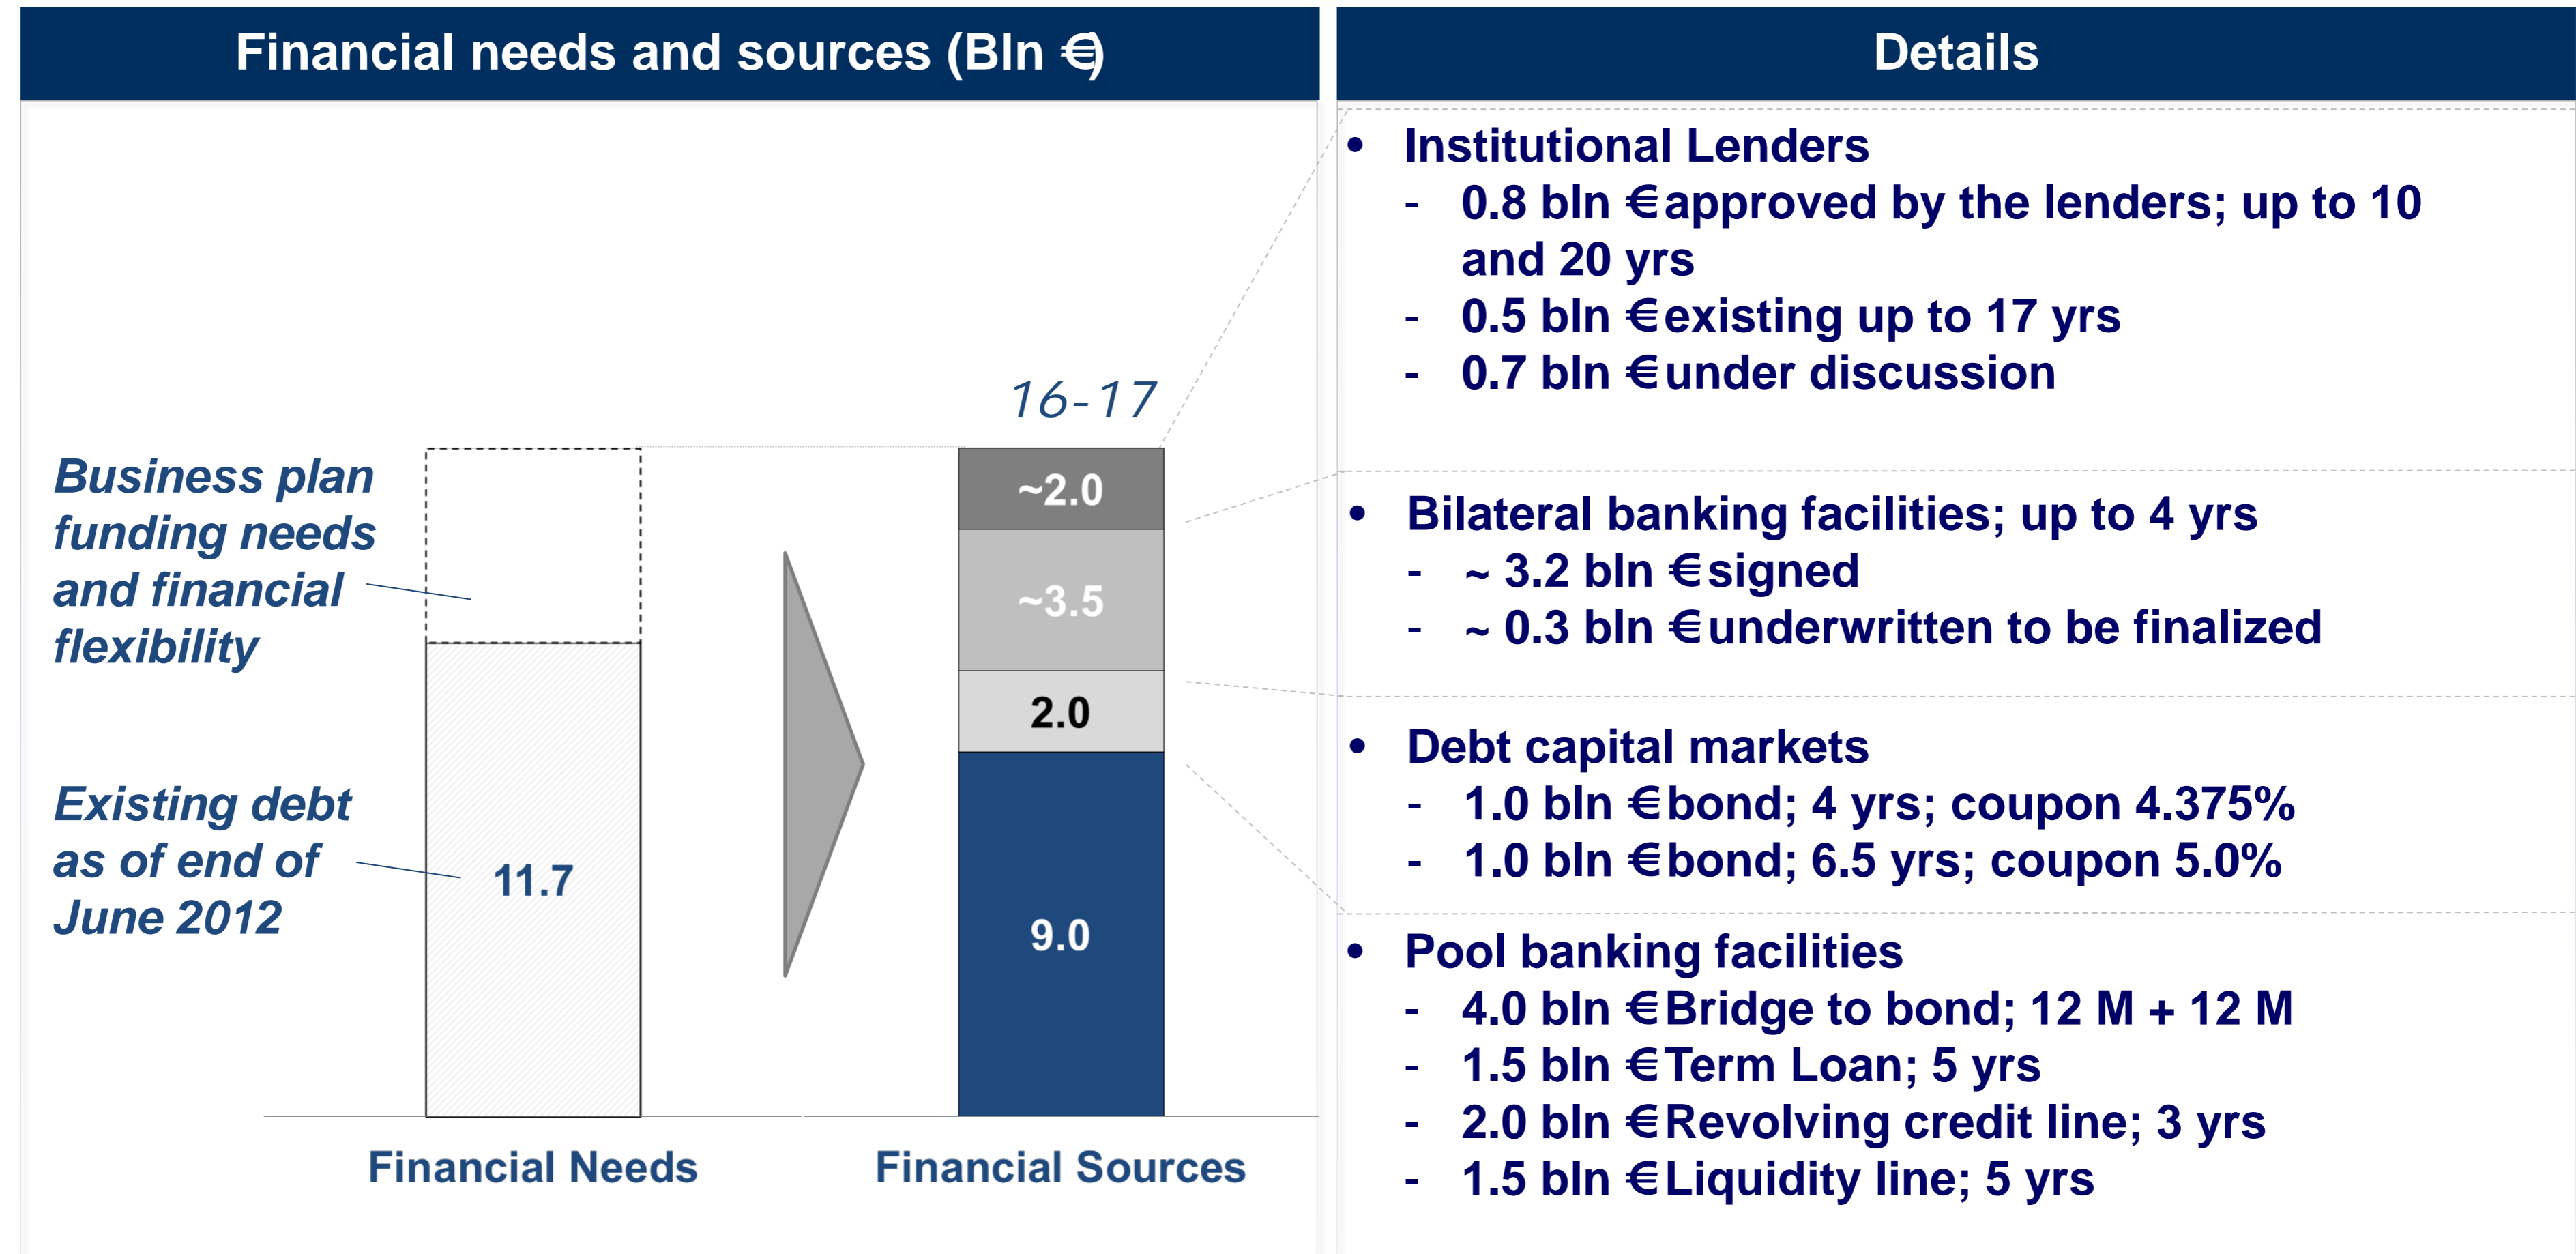 Financial needs and sources (Bln €)
16-17
Business plan
funding needs
and financial
flexibility
Existing debt
as of end of
June 2012
11.7
~2.0
~3.5
2.0
9.0
Financial Needs
Financial Sources
Details
• Institutional Lenders
- 0.8 bln € approved by the lenders; up to 10
and 20 yrs
- 0.5 bln € existing up to 17 yrs
- 0.7 bln € under discussion
• Bilateral banking facilities; up to 4 yrs
- ~ 3.2 bln € signed
- ~ 0.3 bln € underwritten to be finalized
• Debt capital markets
- 1.0 bln € bond; 4 yrs; coupon 4.375%
- 1.0 bln € bond; 6.5 yrs; coupon 5.0%
• Pool banking facilities
- 4.0 bln € Bridge to bond; 12 M + 12 M
- 1.5 bln € Term Loan; 5 yrs
- 2.0 bln € Revolving credit line; 3 yrs
- 1.5 bln € Liquidity line; 5 yrs